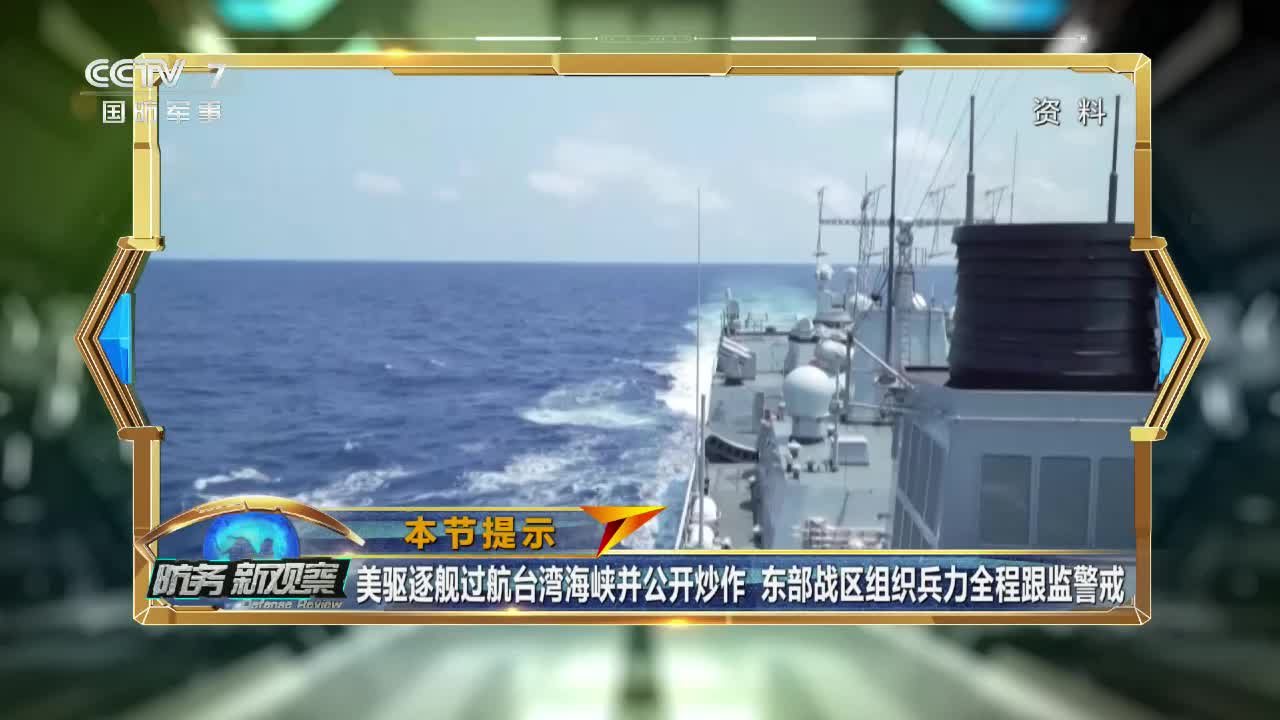 CCTV 7
国防军事
资料
本节提示
防务新观察
Defense Review
美驱逐舰过航台湾海峡并公开炒作 东部战区组织兵力全程跟监警戒